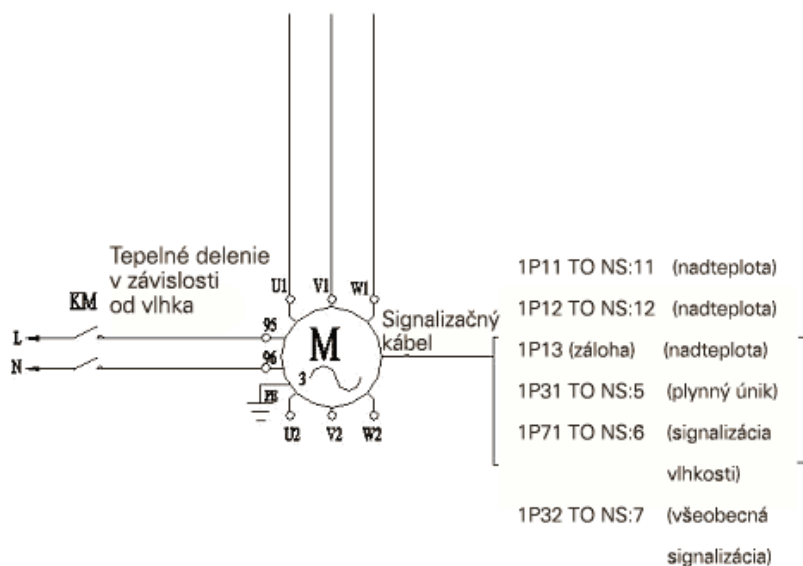 Tepelné delenie
v závislosti
od vlhka
KM
L
N
95
96
PE
U1
V1
W1
M
3
U2
V2
W2
Signalizačný
kábel
1P11 TO NS:11 (nadteplota)
1P12 TO NS:12 (nadteplota)
1P13 (záloha) (nadteplota)
1P31 TO NS:5 (plynný únik)
1P71 TO NS:6 (signalizácia
vlhkosti)
1P32 TO NS:7 (všeobecná
signalizácia)